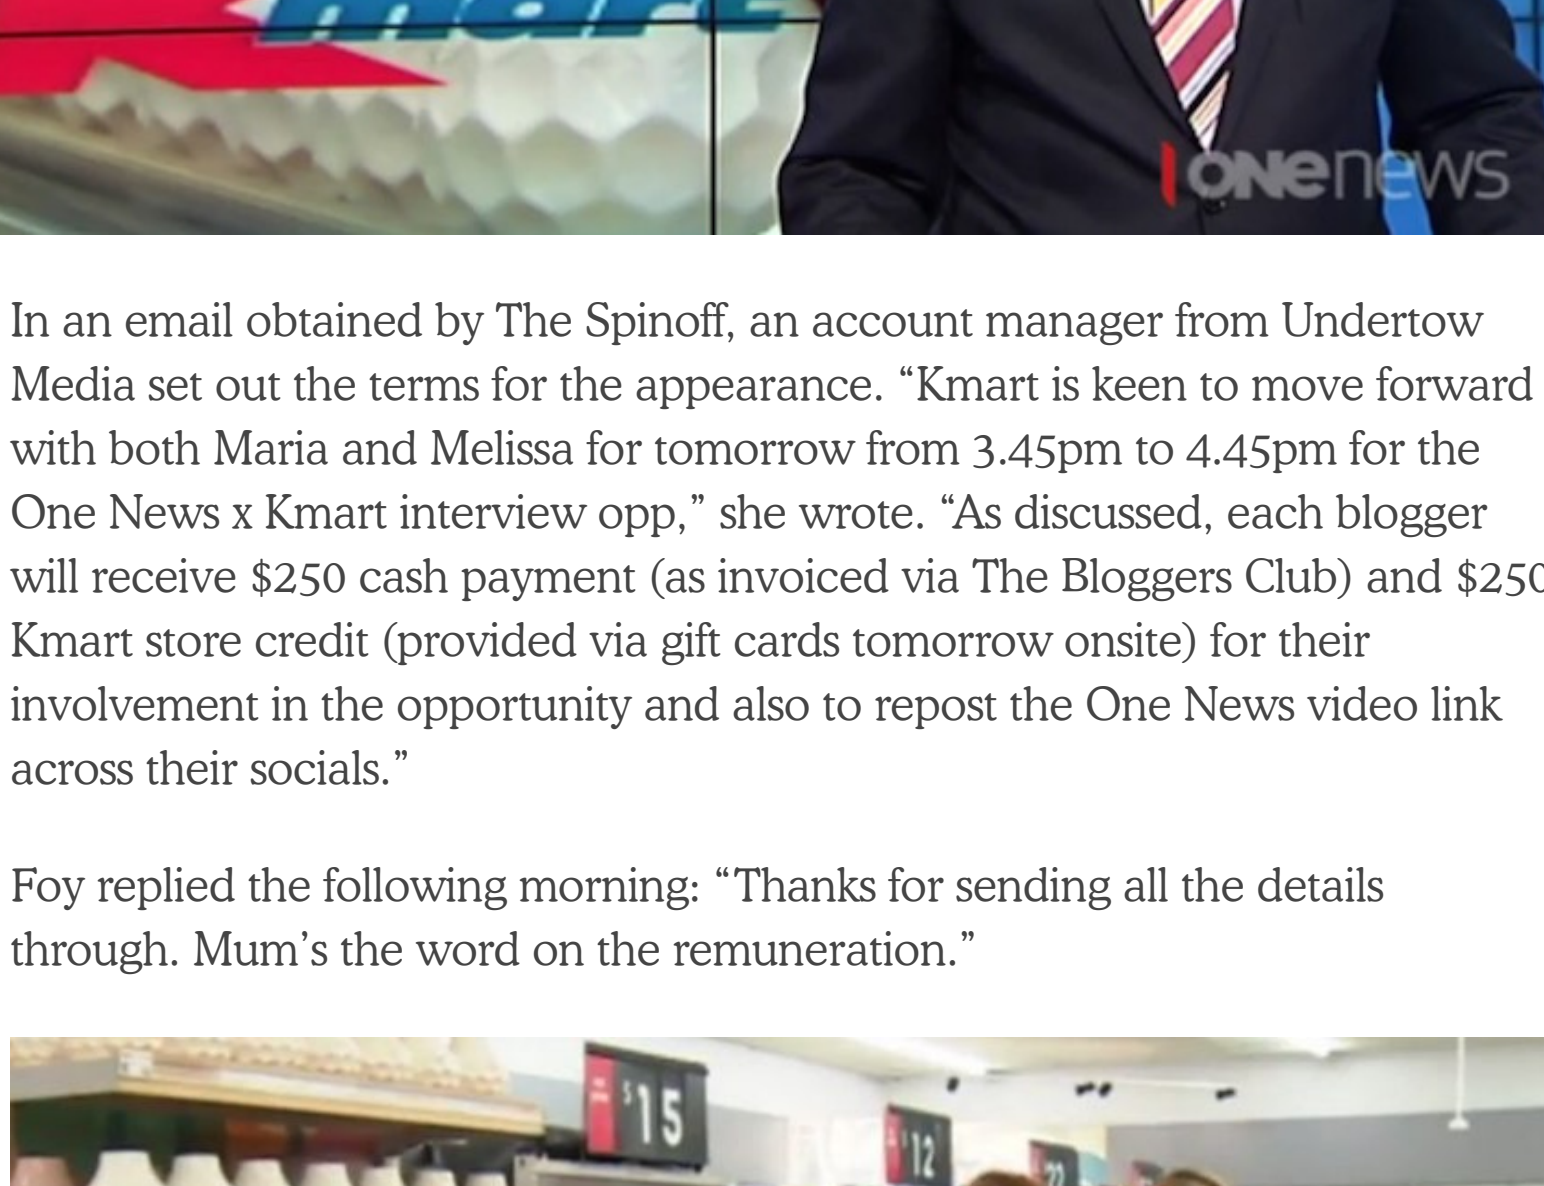 mart
ONE news
In an email obtained by The Spinoff, an account manager from Undertow
Media set out the terms for the appearance. “Kmart is keen to move forward
with both Maria and Melissa for tomorrow from 3.45pm to 4.45pm for the
One News x Kmart interview opp,” she wrote. “As discussed, each blogger
will receive $250 cash payment (as invoiced via The Bloggers Club) and $250
Kmart store credit (provided via gift cards tomorrow onsite) for their
involvement in the opportunity and also to repost the One News video link
across their socials.”
Foy replied the following morning: “Thanks for sending all the details
through. Mum’s the word on the remuneration.”
$15
$12
22